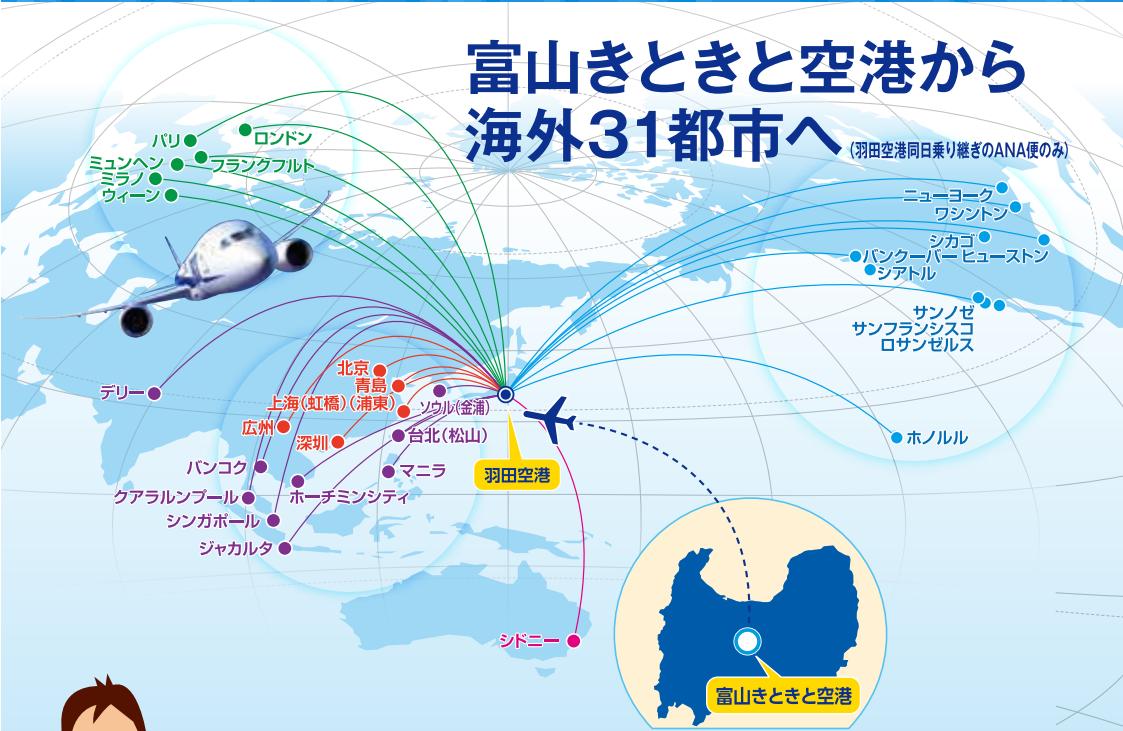 富山きときと空港から
海外31都市へ(羽田空港同日乗り継ぎのANA便のみ)
パリ
ロンドン
ミュンヘン
フランクフルト
ミラノ
ウィーン
ニューヨーク
ワシントン
シカゴ
バンクーバー
ヒューストン
シアトル
サンノゼ
サンフランシスコ
ロサンゼルス
ホノルル
デリー
北京
青島
上海(虹橋)(浦東)
ソウル(金浦)
広州
深圳
台北(松山)
バンコク
マニラ
クアラルンプール
ホーチミンシティ
シンガポール
ジャカルタ
羽田空港
シドニー
富山きときと空港